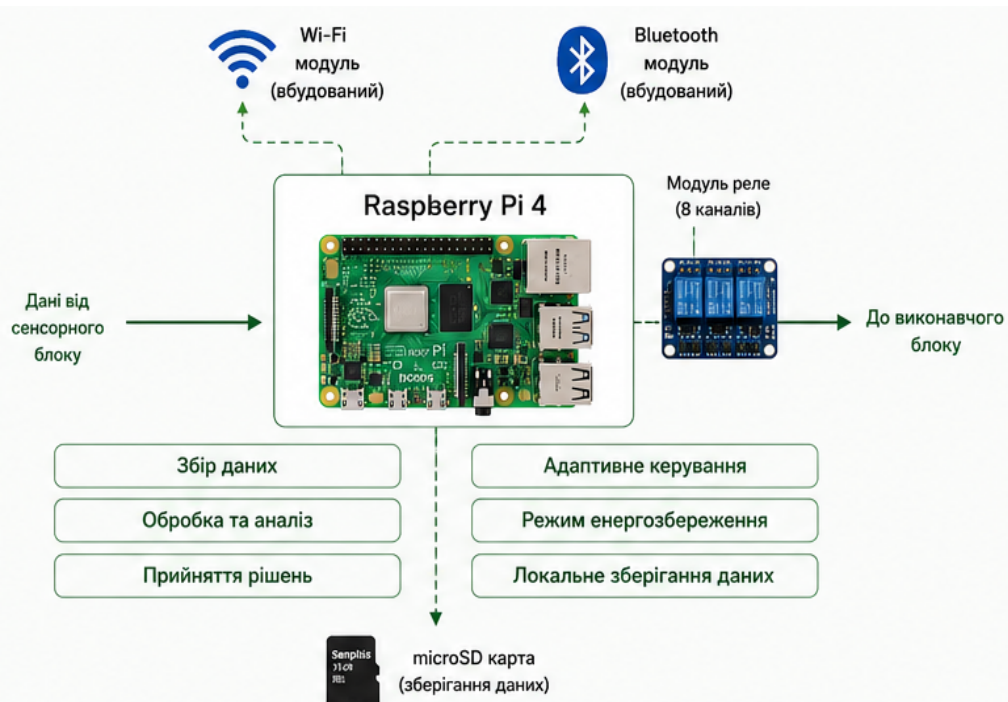 Wi-Fi
модуль
(вбудований)
Bluetooth
модуль
(вбудований)
Raspberry Pi 4
Модуль реле
(8 каналів)
Дані від
сенсорного
блоку
До виконавчого
блоку
Збір даних
Адаптивне керування
Обробка та аналіз
Режим енергозбереження
Прийняття рішень
Локальне зберігання даних
microSD карта
(зберігання даних)